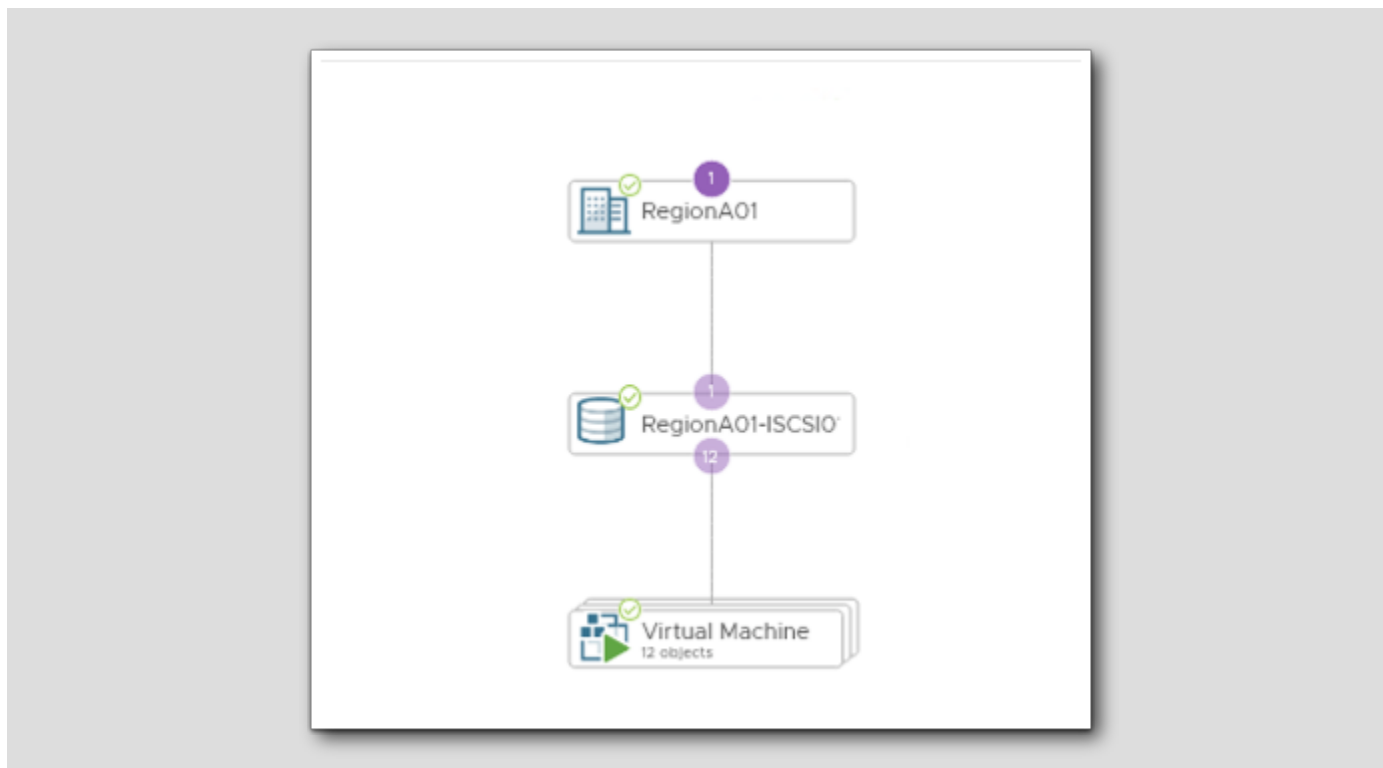 1
RegionA01
1
RegionA01-ISCSI0
12
Virtual Machine
12 objects